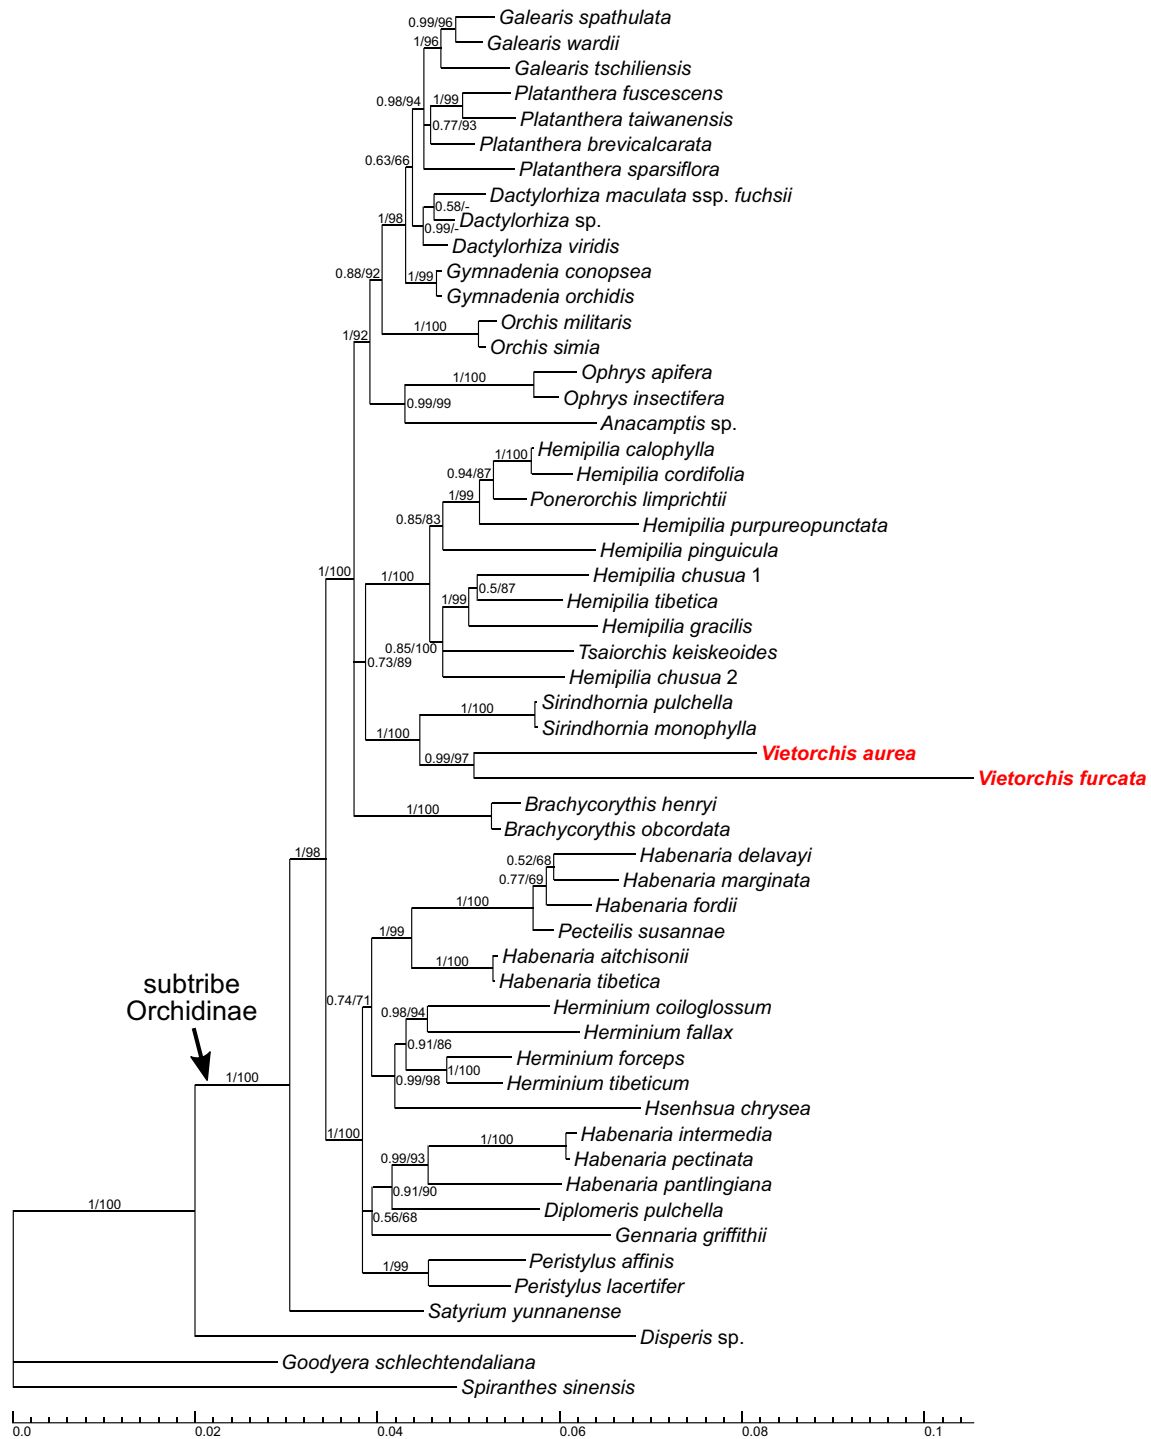 0.99/96
Galearis spathulata
1/96
Galearis wardii
Galearis tschiliensis
0.98/94
1/99
Platanthera fuscescens
0.77/93
Platanthera taiwanensis
Platanthera brevicalcarata
0.63/66
Platanthera sparsiflora
Dactylorhiza maculata ssp. fuchsii
0.58/-
1/98
Dactylorhiza sp.
0.99/-
Dactylorhiza viridis
0.88/92
1/99
Gymnadenia conopsea
Gymnadenia orchidis
1/92
1/100
Orchis militaris
Orchis simia
1/100
Ophrys apifera
0.99/99
Ophrys insectifera
Anacamptis sp.
1/100
Hemipilia calophylla
0.94/87
Hemipilia cordifolia
1/99
Ponerorchis limprichtii
0.85/83
Hemipilia purpureopunctata
Hemipilia pinguicula
1/100
1/100
Hemipilia chusua 1
0.5/87
1/99
Hemipilia tibetica
Hemipilia gracilis
0.85/100
Tsaiorchis keiskeoides
0.73/89
Hemipilia chusua 2
1/100
Sirindhornia pulchella
1/100
Sirindhornia monophylla
0.99/97
Vietorchis aurea
Vietorchis furcata
1/100
Brachycorythis henryi
Brachycorythis obcordata
1/98
0.52/68
Habenaria delavayi
0.77/69
Habenaria marginata
1/100
Habenaria fordii
1/99
Pecteilis susannae
1/100
Habenaria aitchisonii
Habenaria tibetica
subtribe
Orchidinae
0.74/71
0.98/94
Herminium coiloglossum
Herminium fallax
0.91/86
Herminium forceps
1/100
0.99/98
Herminium tibeticum
1/100
Hsenhsua chrysea
1/100
1/100
Habenaria intermedia
0.99/93
Habenaria pectinata
0.91/90
Habenaria pantlingiana
1/100
0.56/68
Diplomeris pulchella
Gennaria griffithii
1/99
Peristylus affinis
Peristylus lacertifer
Satyrium yunnanense
Disperis sp.
Goodyera schlechtendaliana
Spiranthes sinensis
0.0 0.02 0.04 0.06 0.08 0.1